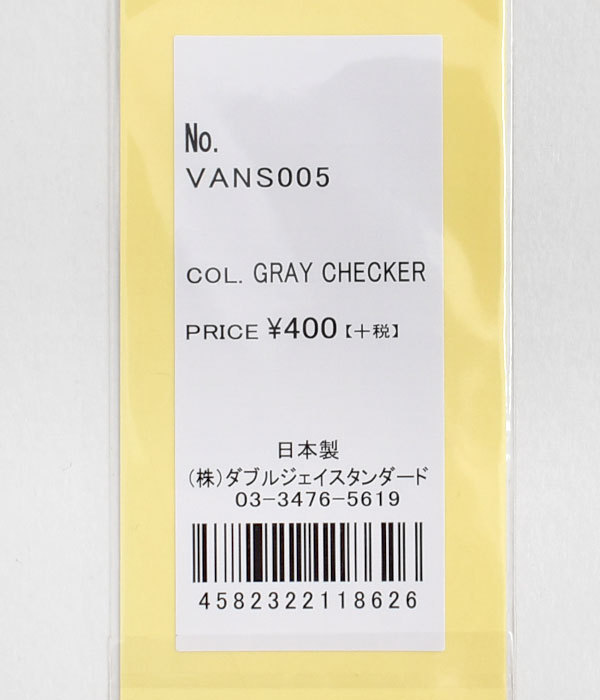 No.
VANS005
COL. GRAY CHECKER
PRICE ¥400【+税】
日本製
(株)ダブルジェイスタンダード
03-3476-5619
4582322118626